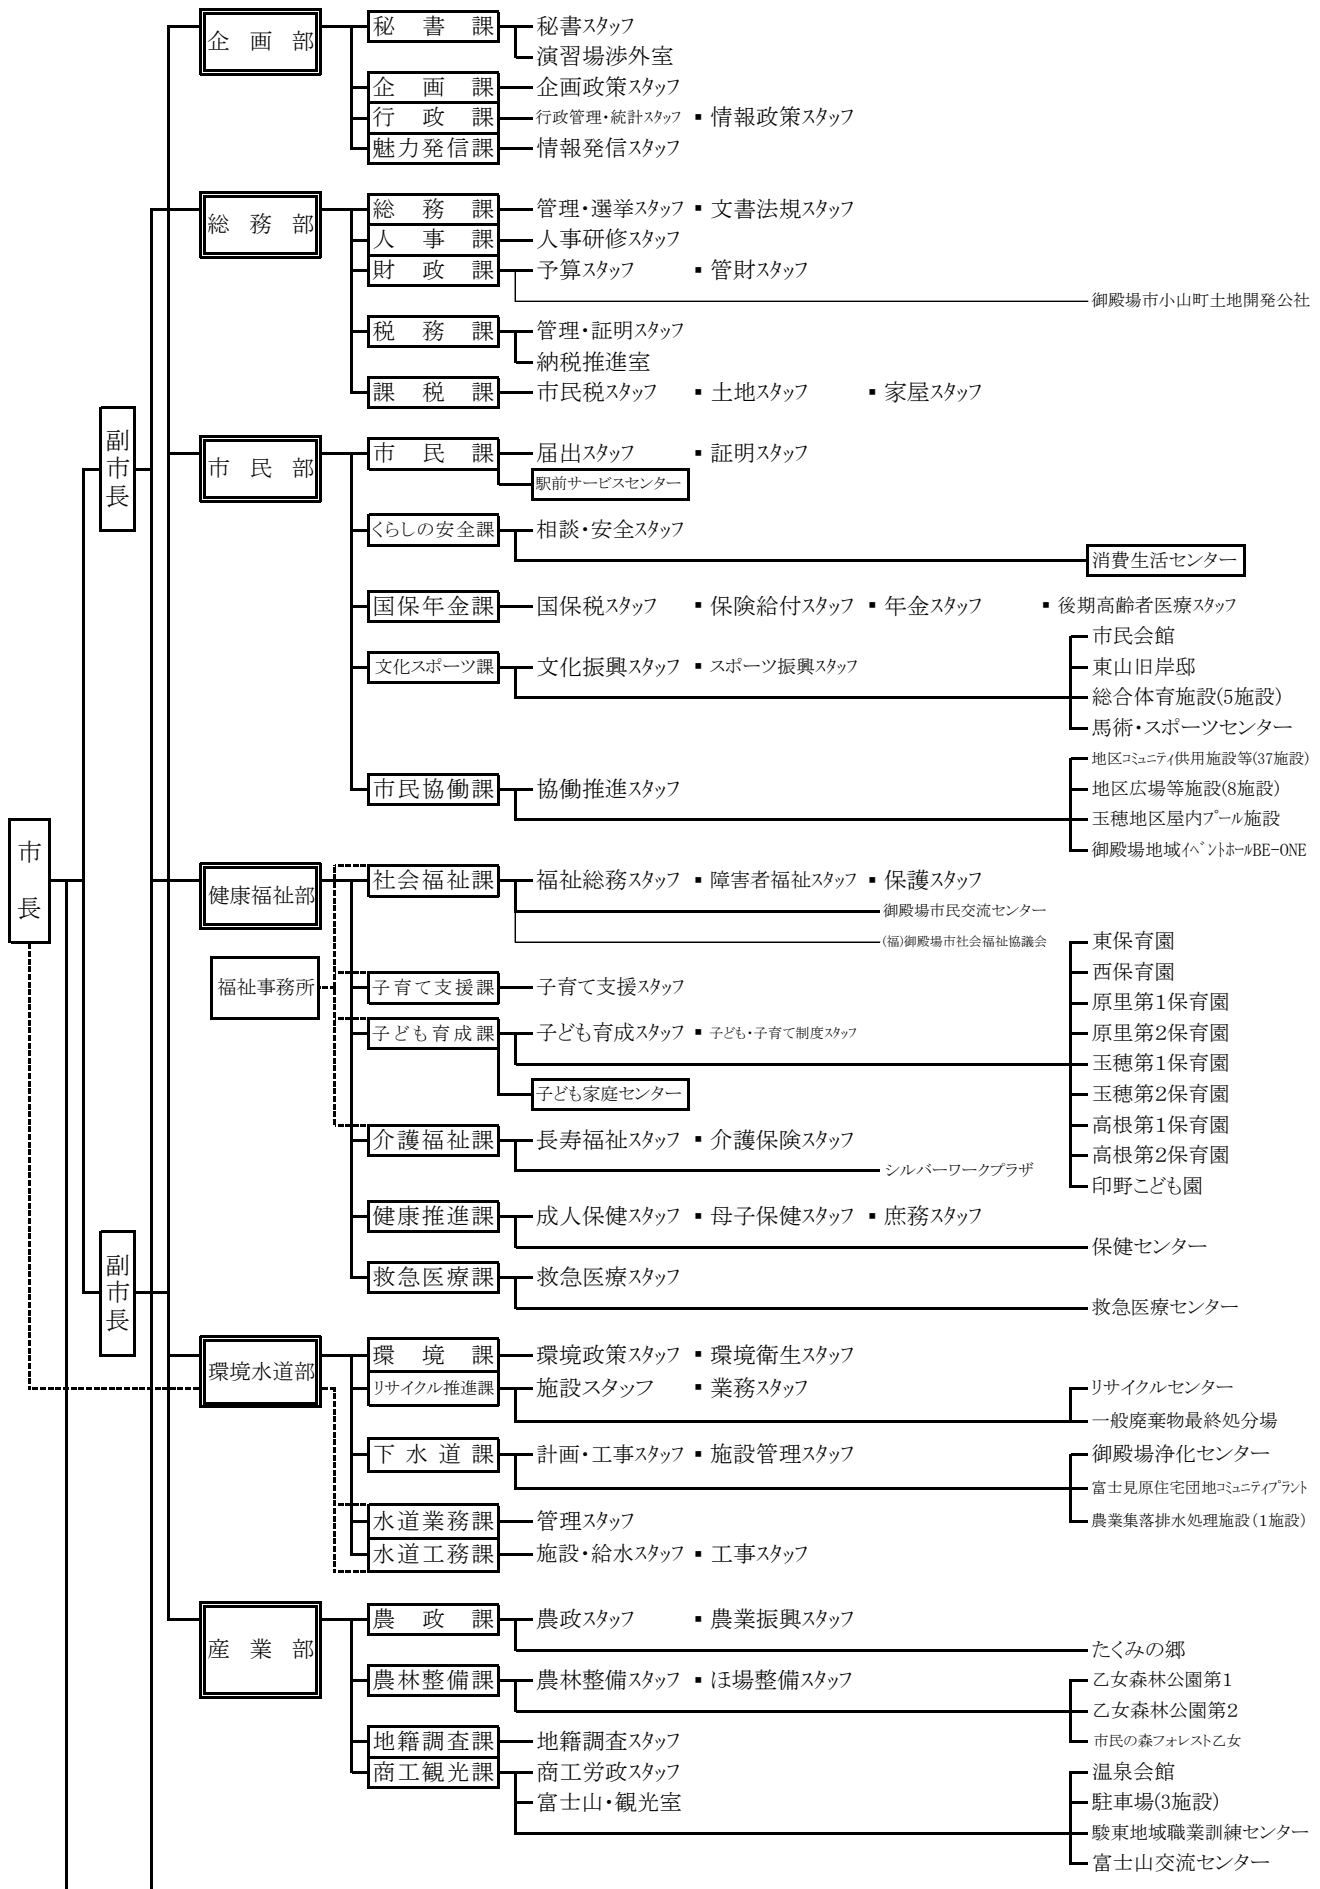 企画部
秘書課 秘書スタッフ
演習場渉外室
企画課 企画政策スタッフ
行政課 行政管理・統計スタッフ ▪ 情報政策スタッフ
魅力発信課 情報発信スタッフ
総務部
総務課 管理・選挙スタッフ ▪ 文書法規スタッフ
人事課 人事研修スタッフ
財政課 予算スタッフ ▪ 管財スタッフ
御殿場市小山町土地開発公社
税務課 管理・証明スタッフ
納税推進室
課税課 市民税スタッフ ▪ 土地スタッフ ▪ 家屋スタッフ
副市長
市民部
市民課 届出スタッフ ▪ 証明スタッフ
駅前サービスセンター
くらしの安全課 相談・安全スタッフ
消費生活センター
国保年金課 国保税スタッフ ▪ 保険給付スタッフ ▪ 年金スタッフ ▪ 後期高齢者医療スタッフ
市民会館
文化スポーツ課 文化振興スタッフ ▪ スポーツ振興スタッフ 東山旧岸邸
総合体育施設(5施設)
馬術・スポーツセンター
地区コミュニティ供用施設等(37施設)
市民協働課 協働推進スタッフ 地区広場等施設(8施設)
玉穂地区屋内プール施設
御殿場地域イベントホールBE-ONE
市長
健康福祉部
社会福祉課 福祉総務スタッフ ▪ 障害者福祉スタッフ ▪ 保護スタッフ
御殿場市民交流センター
(福)御殿場市社会福祉協議会 東保育園
西保育園
福祉事務所
子育て支援課 子育て支援スタッフ
原里第1保育園
子ども育成課 子ども育成スタッフ ▪ 子ども・子育て制度スタッフ 原里第2保育園
玉穂第1保育園
子ども家庭センター 玉穂第2保育園
高根第1保育園
介護福祉課 長寿福祉スタッフ ▪ 介護保険スタッフ 高根第2保育園
シルバーワークプラザ
印野こども園
健康推進課 成人保健スタッフ ▪ 母子保健スタッフ ▪ 庶務スタッフ
保健センター
救急医療課 救急医療スタッフ
救急医療センター
副市長
環境水道部
環境課 環境政策スタッフ ▪ 環境衛生スタッフ
リサイクル推進課 施設スタッフ ▪ 業務スタッフ リサイクルセンター
一般廃棄物最終処分場
下水道課 計画・工事スタッフ ▪ 施設管理スタッフ 御殿場浄化センター
富士見原住宅団地コミュニティプラント
水道業務課 管理スタッフ 農業集落排水処理施設(1施設)
水道工務課 施設・給水スタッフ ▪ 工事スタッフ
産業部
農政課 農政スタッフ ▪ 農業振興スタッフ
たくみの郷
農林整備課 農林整備スタッフ ▪ ほ場整備スタッフ 乙女森林公園第1
乙女森林公園第2
地籍調査課 地籍調査スタッフ 市民の森フォレスト乙女
商工観光課 商工労政スタッフ 温泉会館
富士山・観光室 駐車場(3施設)
駿東地域職業訓練センター
富士山交流センター